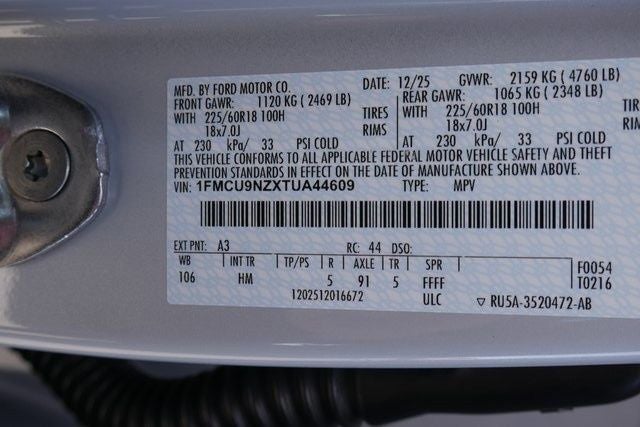 MFD. BY FORD MOTOR CO. DATE: 12/25 GVWR: 2159 KG ( 4760 LB)
FRONT GAWR: 1120 KG ( 2469 LB) REAR GAWR: 1065 KG ( 2348 LB)
WITH 225/60R18 100H TIRES WITH 225/60R18 100H TIRE
18x7.0J RIMS 18x7.0J RIMS
AT 230 kPa/ 33 PSI COLD AT 230 kPa/ 33 PSI COLD
THIS VEHICLE CONFORMS TO ALL APPLICABLE FEDERAL MOTOR VEHICLE SAFETY AND THEFT
PREVENTION STANDARDS IN EFFECT ON THE DATE OF MANUFACTURE SHOWN ABOVE.
VIN: 1FMCU9NZXTUA44609 TYPE: MPV
EXT PNT: A3 RC: 44 DSO:
WB INT TR TP/PS R AXLE TR SPR F0054
106 HM 5 91 5 FFFF T0216
1202512016672 ULC ▽ RU5A-3520472-AB